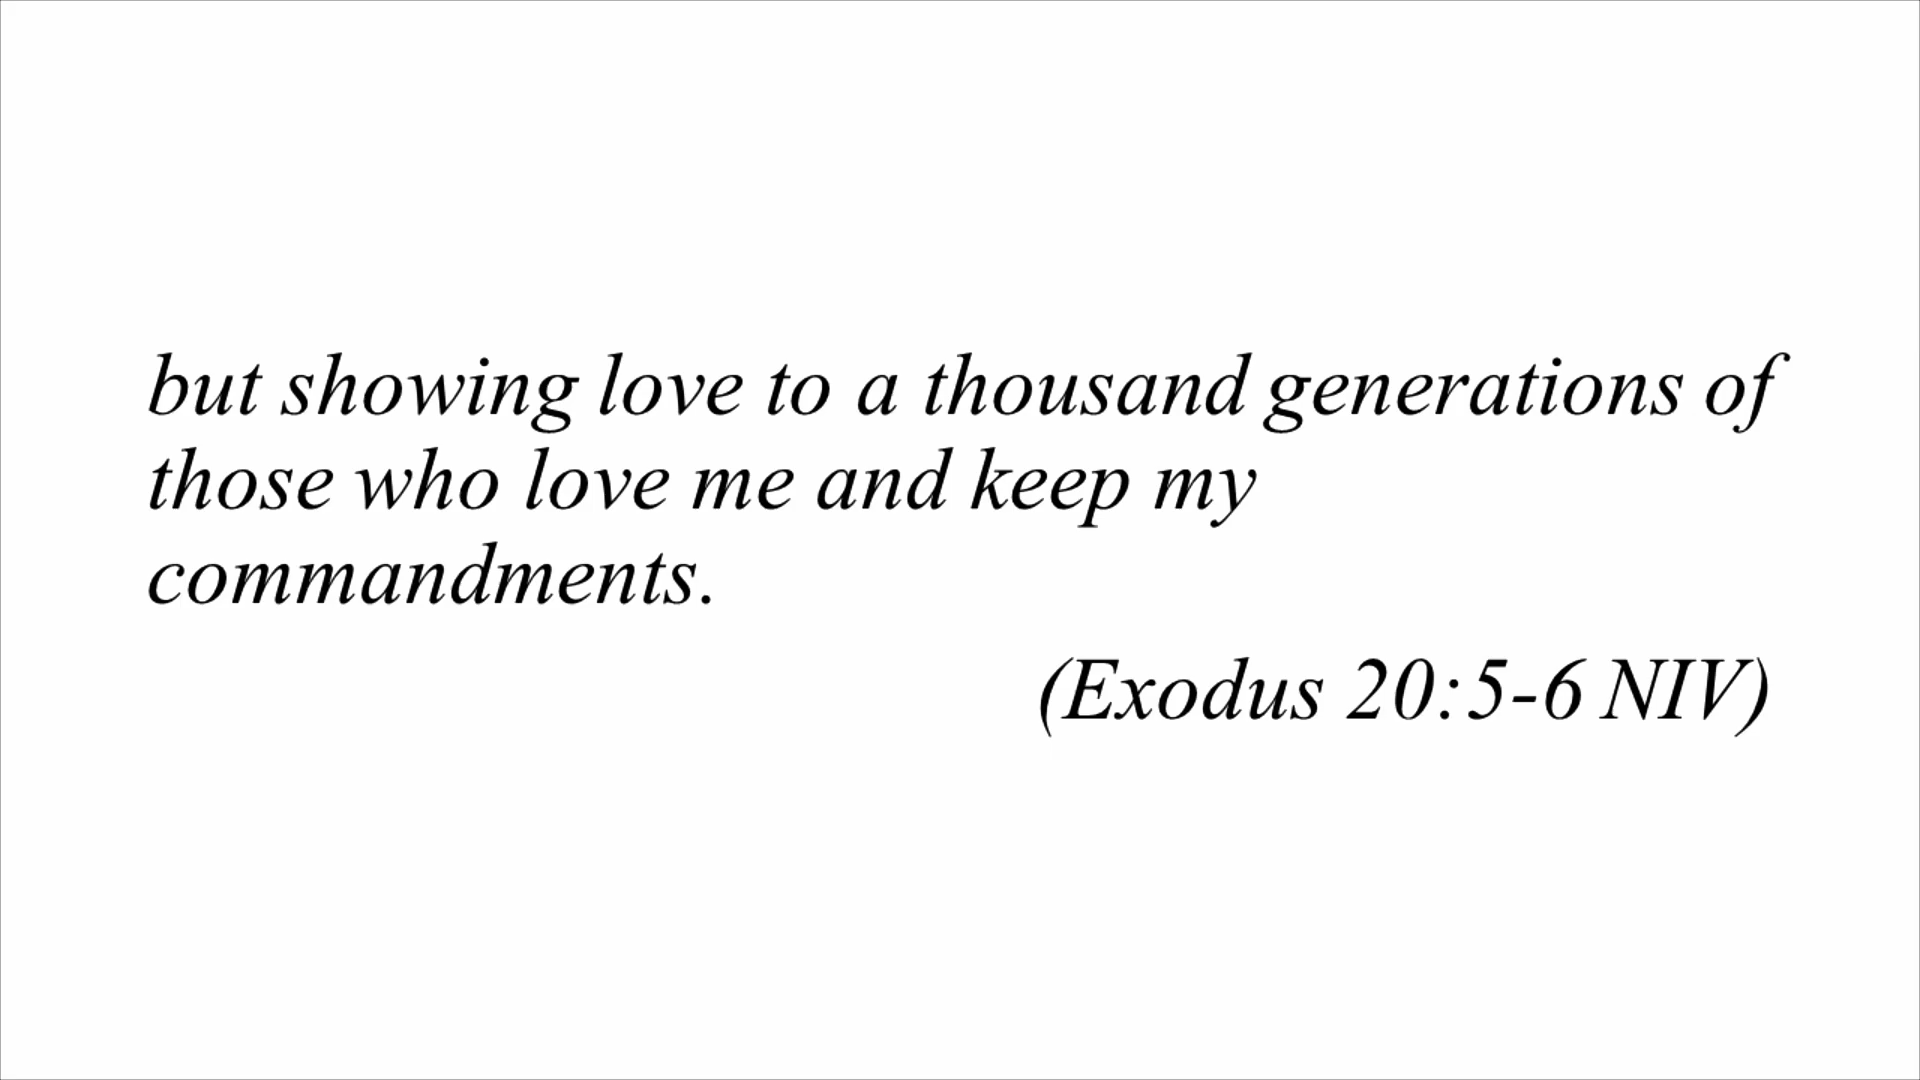 but showing love to a thousand generations of
those who love me and keep my
commandments.
(Exodus 20:5-6 NIV)